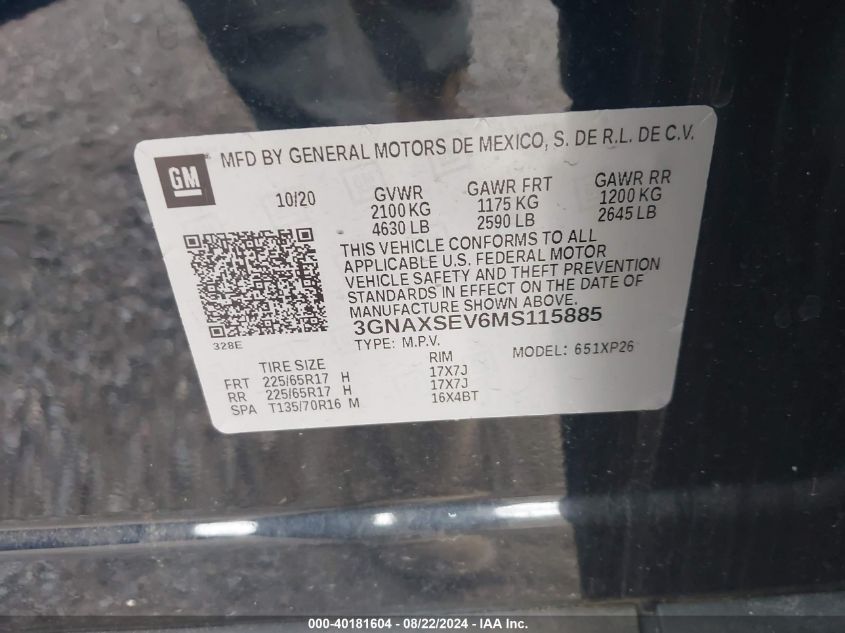 GM
MFD BY GENERAL MOTORS DE MEXICO, S. DE R.L. DE C.V.
10/20 GVWR GAWR FRT GAWR RR
2100 KG 1175 KG 1200 KG
4630 LB 2590 LB 2645 LB
THIS VEHICLE CONFORMS TO ALL
APPLICABLE U.S. FEDERAL MOTOR
VEHICLE SAFETY AND THEFT PREVENTION
STANDARDS IN EFFECT ON THE DATE OF
MANUFACTURE SHOWN ABOVE.
3GNAXSEV6MS115885
328E
TYPE: M.P.V. MODEL: 651XP26
TIRE SIZE RIM
FRT 225/65R17 H 17X7J
RR 225/65R17 H 17X7J
SPA T135/70R16 M 16X4BT
000-40181604 - 08/22/2024 - IAA Inc.